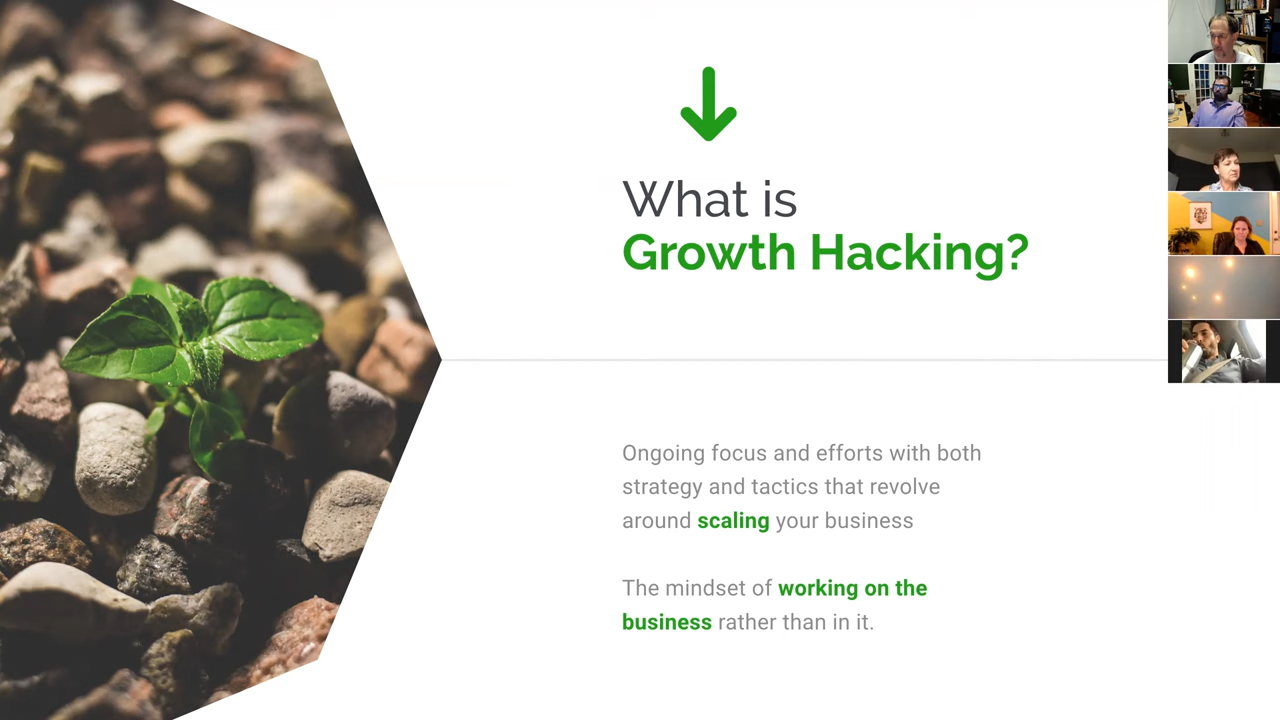 What is
Growth Hacking?
Ongoing focus and efforts with both
strategy and tactics that revolve
around scaling your business
The mindset of working on the
business rather than in it.